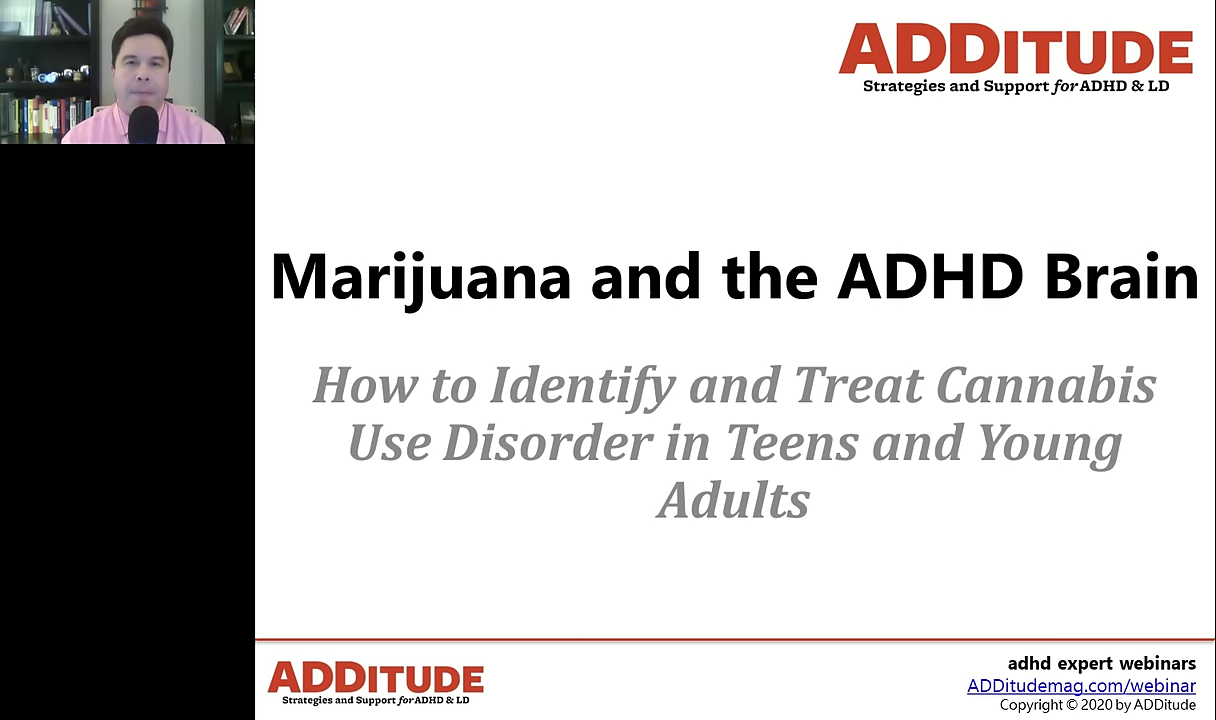 ADDITUDE
Strategies and Support for ADHD & LD
Marijuana and the ADHD Brain
How to Identify and Treat Cannabis
Use Disorder in Teens and Young
Adults
ADDITUDE
Strategies and Support for ADHD & LD
adhd expert webinars
ADDitudemag.com/webinar
Copyright © 2020 by ADDitude